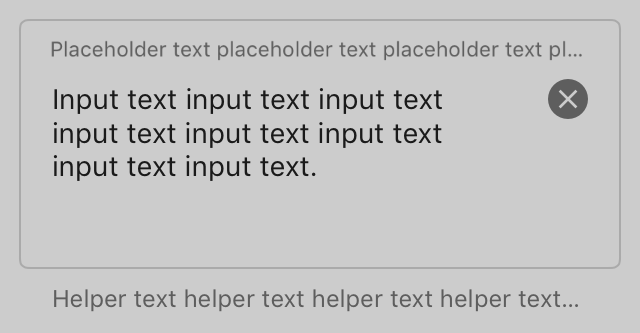 Placeholder text placeholder text placeholder text pl...
Input text input text input text
input text input text input text
input text input text.
Helper text helper text helper text helper text...